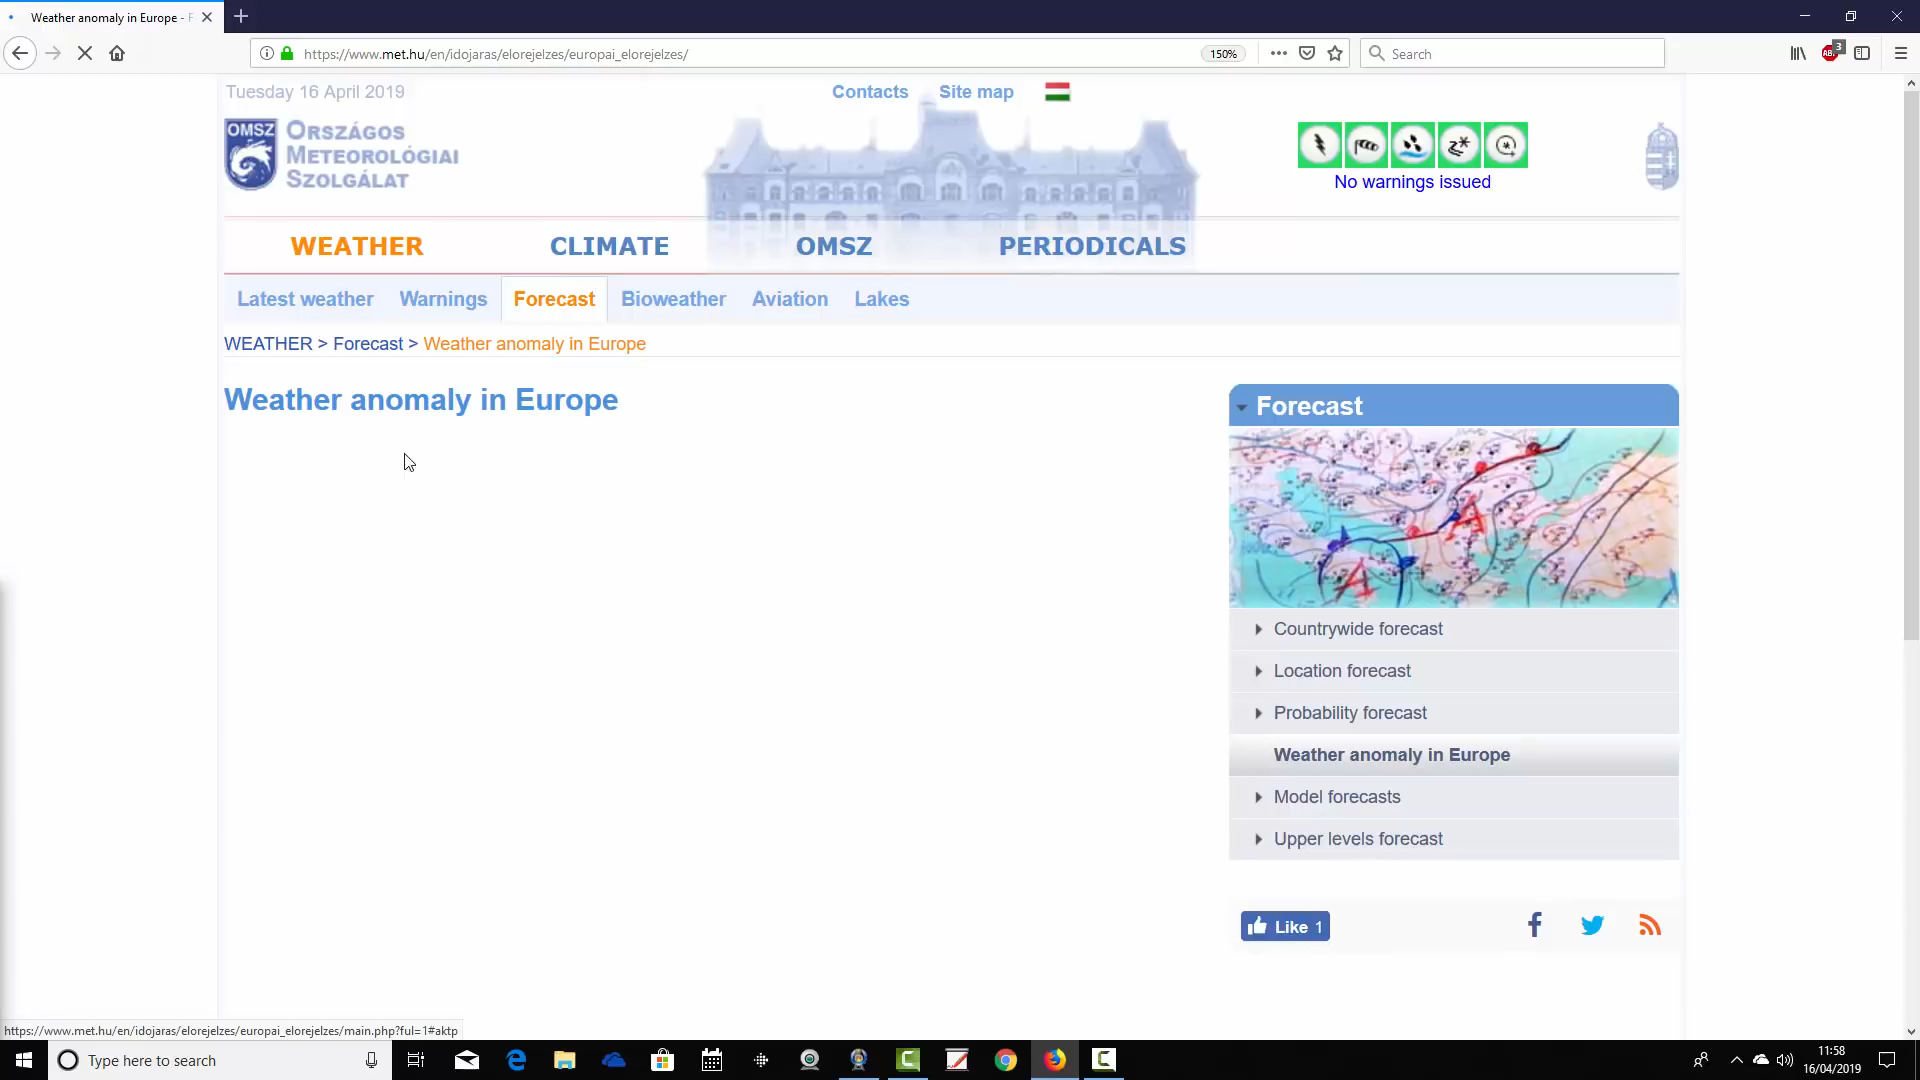 Weather anomaly in Europe - F
https://www.met.hu/en/idojaras/elorejelzes/europai_elorejelzes/
150%
Search
3
Tuesday 16 April 2019
Contacts
Site map
OMSZ
ORSZÁGOS
METEOROLÓGIAI
SZOLGÁLAT
No warnings issued
WEATHER
CLIMATE
OMSZ
PERIODICALS
Latest weather
Warnings
Forecast
Bioweather
Aviation
Lakes
WEATHER > Forecast > Weather anomaly in Europe
Weather anomaly in Europe
Forecast
Countrywide forecast
Location forecast
Probability forecast
Weather anomaly in Europe
Model forecasts
Upper levels forecast
Like 1
https://www.met.hu/en/idojaras/elorejelzes/europai_elorejelzes/main.php?ful=1#aktp
Type here to search
11:58
16/04/2019